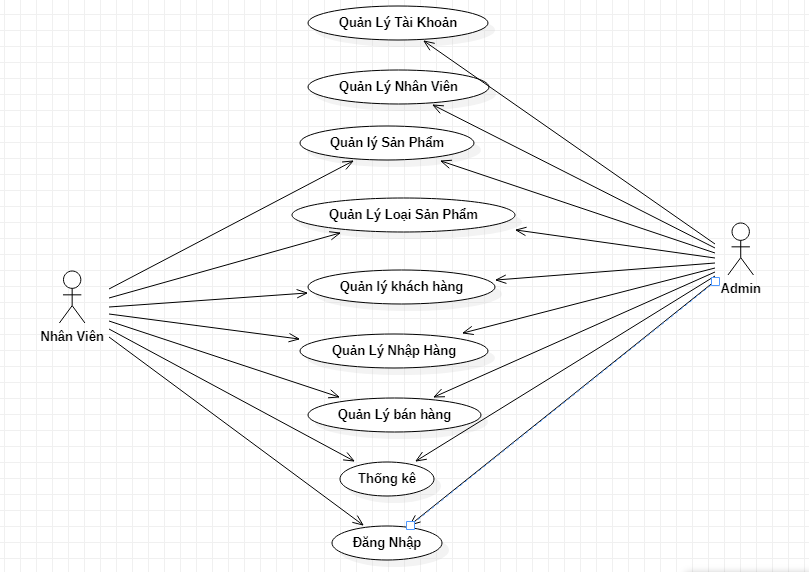 Quản Lý Tài Khoản
Quản Lý Nhân Viên
Quản lý Sản Phẩm
Quản Lý Loại Sản Phẩm
Quản lý khách hàng
Admin
Nhân Viên
Quản Lý Nhập Hàng
Quản Lý bán hàng
Thống kê
Đăng Nhập